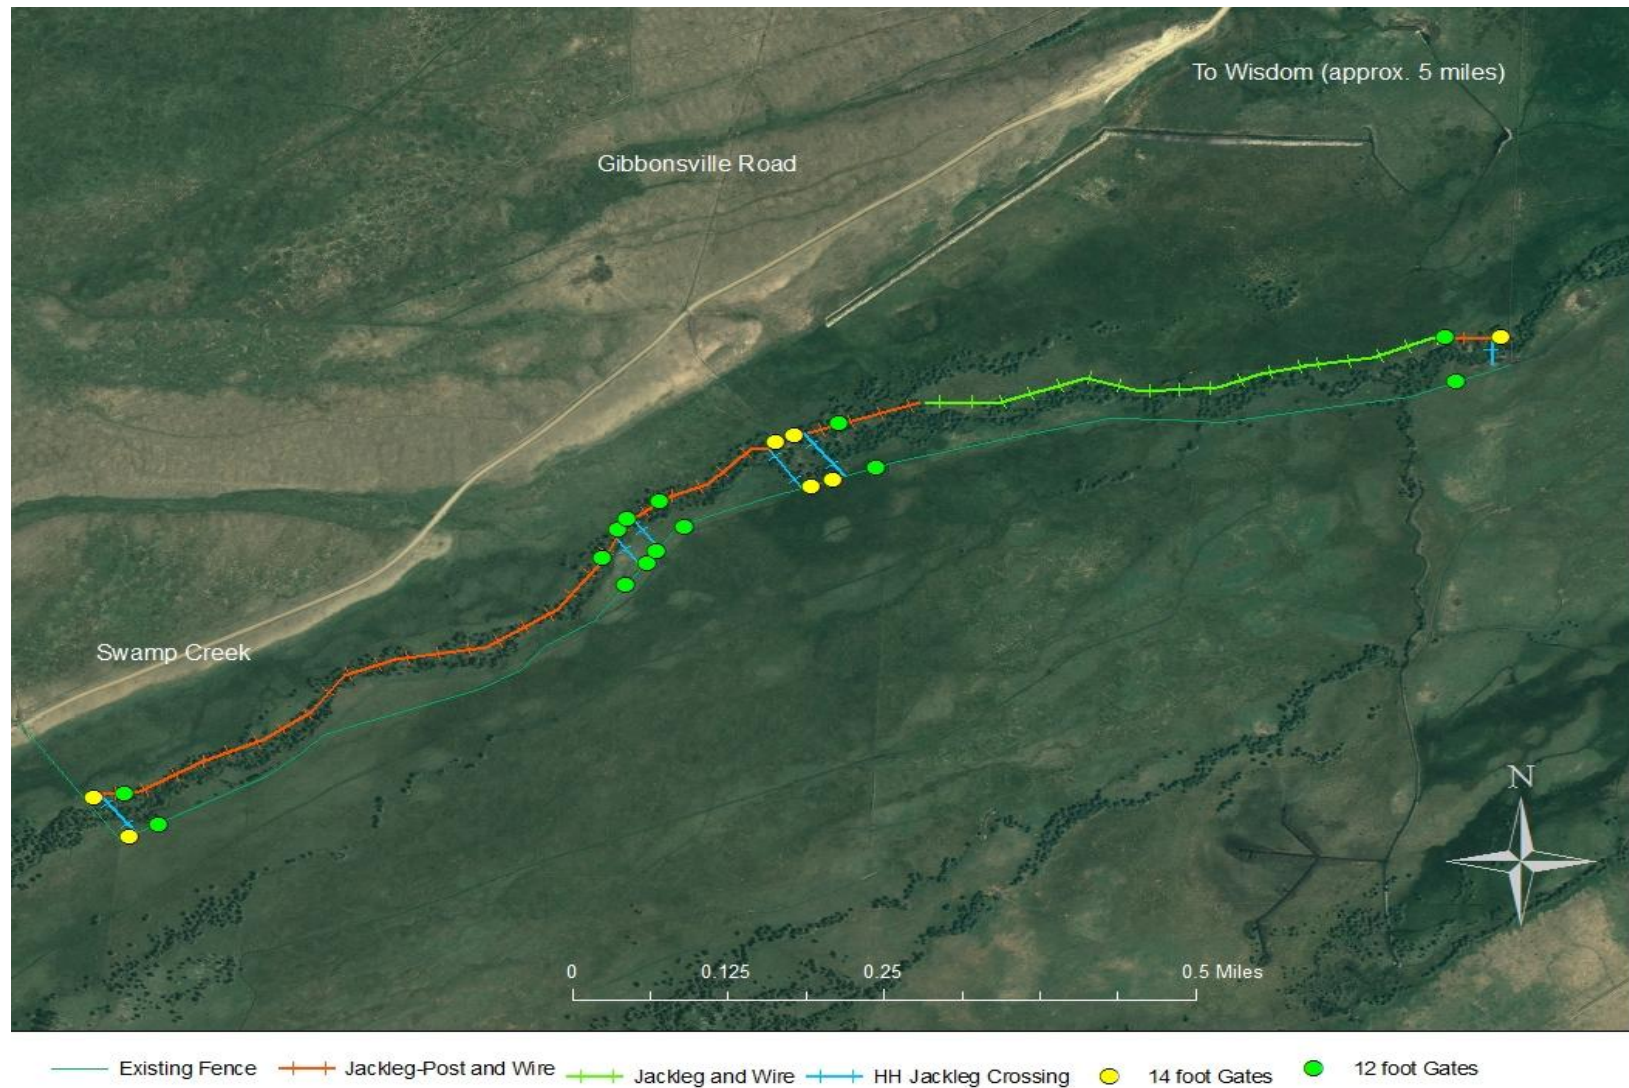 To Wisdom (approx. 5 miles)
Gibbonsville Road
Swamp Creek
N
0 0.125 0.25 0.5 Miles
Existing Fence Jackleg-Post and Wire Jackleg and Wire HH Jackleg Crossing 14 foot Gates 12 foot Gates